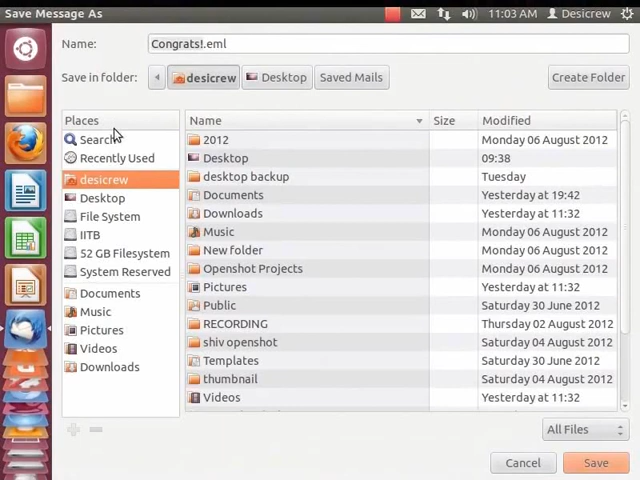 Save Message As
11:03 AM
Desicrew
Name:
Congrats!.eml
Save in folder:
desicrew
Desktop
Saved Mails
Create Folder
Places
Search
Recently Used
desicrew
Desktop
File System
IITB
52 GB Filesystem
System Reserved
Documents
Music
Pictures
Videos
Downloads
Name Size Modified
2012 Monday 06 August 2012
Desktop 09:38
desktop backup Tuesday
Documents Yesterday at 19:42
Downloads Yesterday at 11:32
Music Monday 06 August 2012
New folder Monday 06 August 2012
Openshot Projects Monday 06 August 2012
Pictures Yesterday at 11:32
Public Saturday 30 June 2012
RECORDING Thursday 02 August 2012
shiv openshot Saturday 04 August 2012
Templates Yesterday at 11:32
thumbnail Saturday 04 August 2012
Videos Yesterday at 11:32
All Files
Cancel
Save